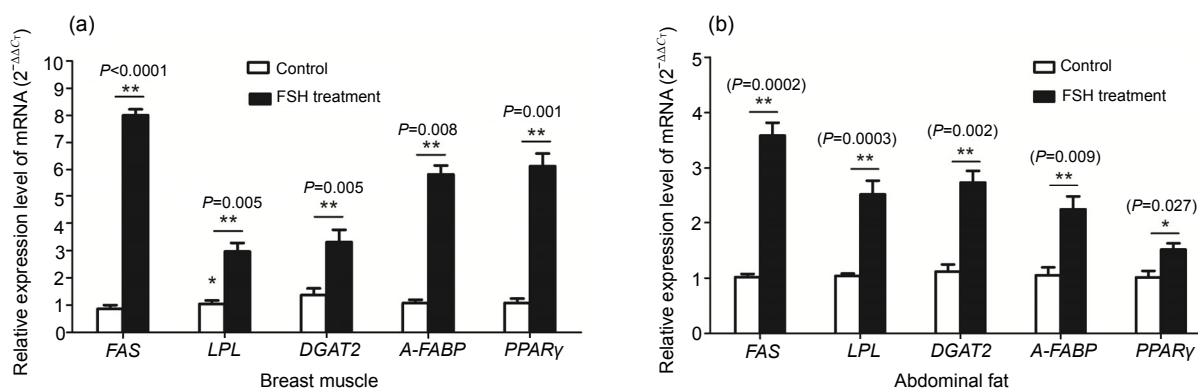 (a)
Relative expression level of mRNA (2^−ΔΔCT)
10
9
8
7
6
5
4
3
2
1
0
Control
FSH treatment
P<0.0001
**
P=0.005
**
*
P=0.005
**
P=0.008
**
P=0.001
**
FAS LPL DGAT2 A-FABP PPARγ
Breast muscle
(b)
Relative expression level of mRNA (2^−ΔΔCT)
5
4
3
2
1
0
Control
FSH treatment
(P=0.0002)
**
(P=0.0003)
**
(P=0.002)
**
(P=0.009)
**
(P=0.027)
*
FAS LPL DGAT2 A-FABP PPARγ
Abdominal fat